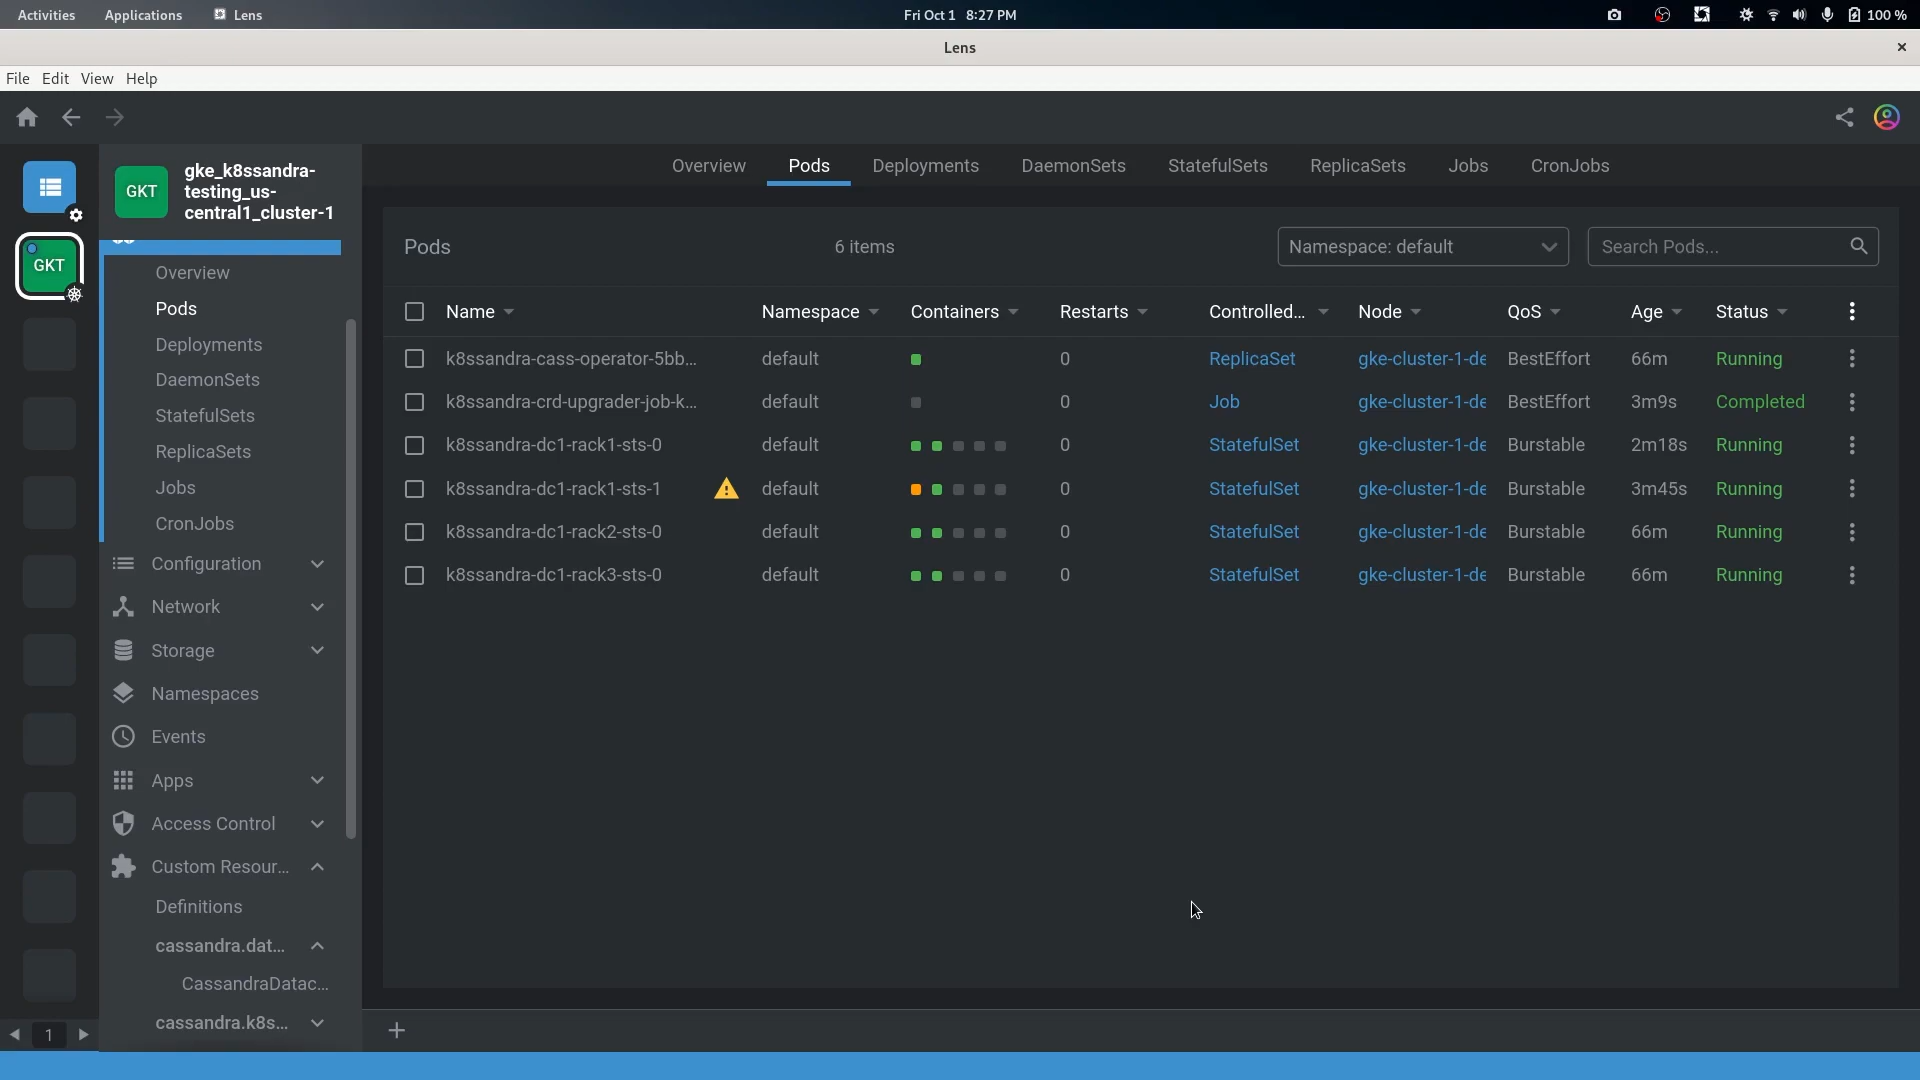 Activities Applications Lens Fri Oct 1 8:27 PM 100 %
Lens
File Edit View Help
GKT
gke_k8ssandra-
testing_us-
central1_cluster-1
GKT
1
Overview
Pods
Deployments
DaemonSets
StatefulSets
ReplicaSets
Jobs
CronJobs
Configuration
Network
Storage
Namespaces
Events
Apps
Access Control
Custom Resour...
Definitions
cassandra.dat...
CassandraDatac...
cassandra.k8s...
Overview Pods Deployments DaemonSets StatefulSets ReplicaSets Jobs CronJobs
Pods 6 items Namespace: default Search Pods...
Name Namespace Containers Restarts Controlled... Node QoS Age Status
k8ssandra-cass-operator-5bb... default 0 ReplicaSet gke-cluster-1-de BestEffort 66m Running
k8ssandra-crd-upgrader-job-k... default 0 Job gke-cluster-1-de BestEffort 3m9s Completed
k8ssandra-dc1-rack1-sts-0 default 0 StatefulSet gke-cluster-1-de Burstable 2m18s Running
k8ssandra-dc1-rack1-sts-1 default 0 StatefulSet gke-cluster-1-de Burstable 3m45s Running
k8ssandra-dc1-rack2-sts-0 default 0 StatefulSet gke-cluster-1-de Burstable 66m Running
k8ssandra-dc1-rack3-sts-0 default 0 StatefulSet gke-cluster-1-de Burstable 66m Running